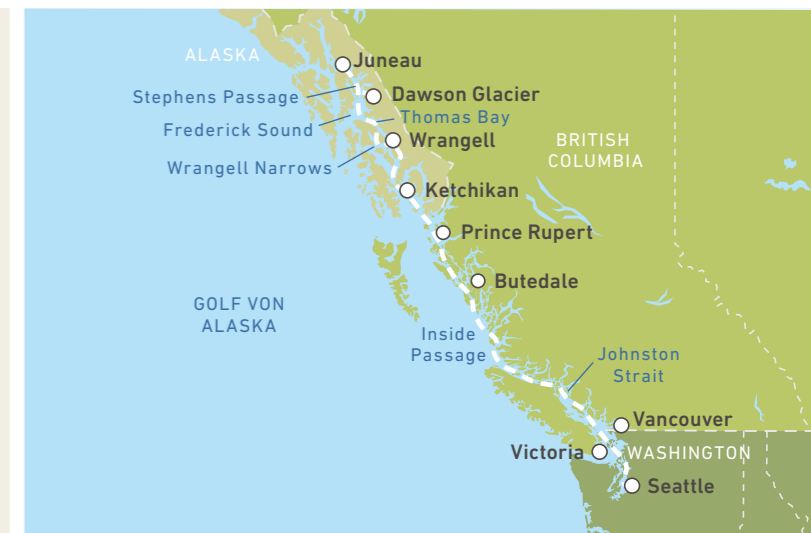 ALASKA
Juneau
Stephens Passage
Dawson Glacier
Thomas Bay
Frederick Sound
Wrangell
BRITISH
COLUMBIA
Wrangell Narrows
Ketchikan
Prince Rupert
Butedale
GOLF VON
ALASKA
Inside
Passage
Johnston
Strait
Vancouver
Victoria
WASHINGTON
Seattle